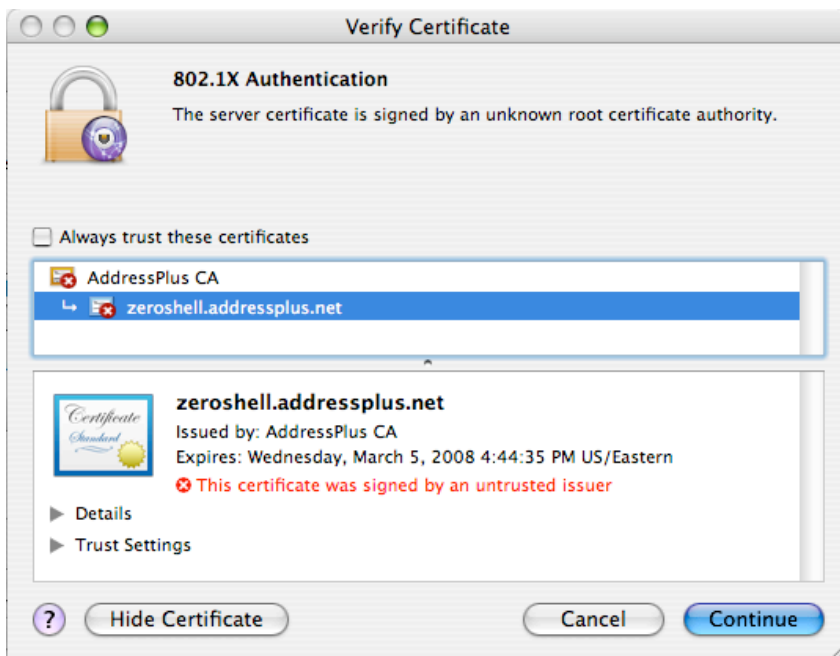 Verify Certificate
802.1X Authentication
The server certificate is signed by an unknown root certificate authority.
Always trust these certificates
AddressPlus CA
zeroshell.addressplus.net
Certificate
Standard
zeroshell.addressplus.net
Issued by: AddressPlus CA
Expires: Wednesday, March 5, 2008 4:44:35 PM US/Eastern
This certificate was signed by an untrusted issuer
Details
Trust Settings
? Hide Certificate Cancel Continue